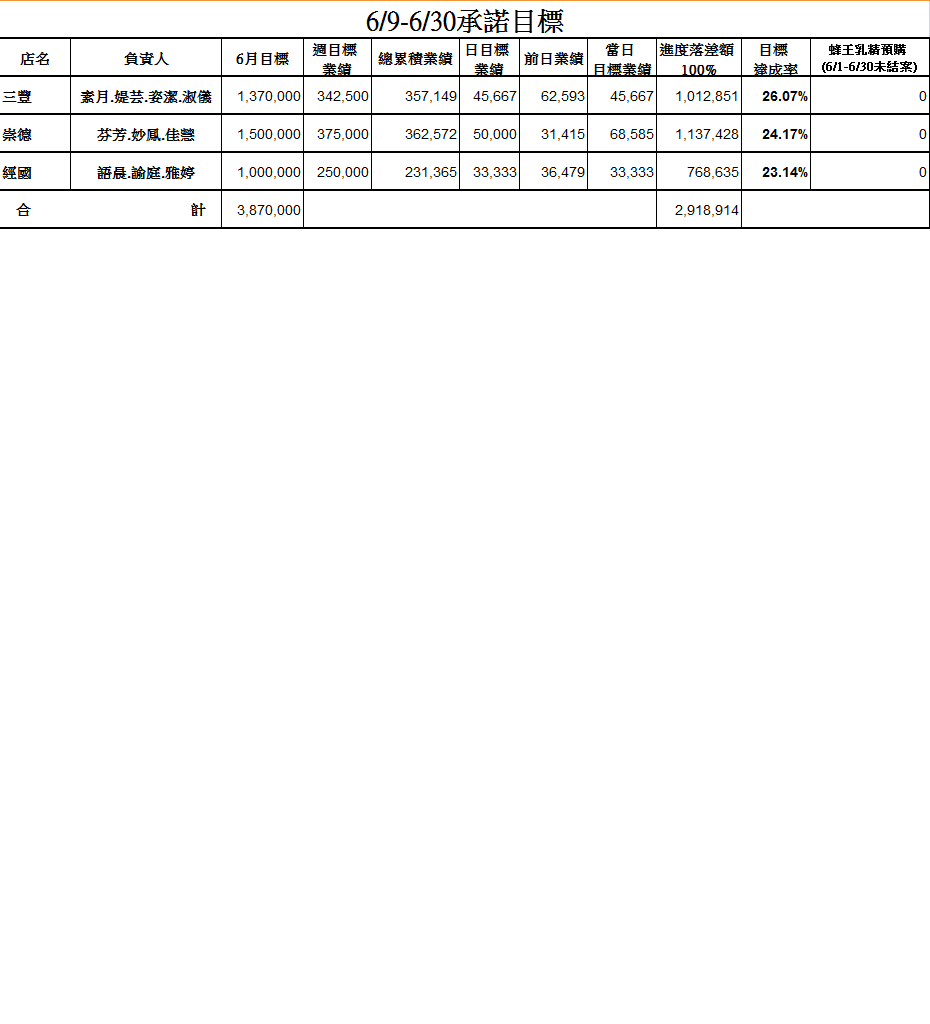 6/9-6/30承諾目標
店名 負責人 6月目標 週目標業績 總累積業績 日目標業績 前日業績 當日目標業績 進度落差額100% 目標達成率 蜂王乳精預購(6/1-6/30未結案)
三豐 素月.媞芸.姿潔.淑儀 1,370,000 342,500 357,149 45,667 62,593 45,667 1,012,851 26.07% 0
崇德 芬芳.妙鳳.佳慧 1,500,000 375,000 362,572 50,000 31,415 68,585 1,137,428 24.17% 0
經國 語晨.諭庭.雅婷 1,000,000 250,000 231,365 33,333 36,479 33,333 768,635 23.14% 0
合計 3,870,000 2,918,914